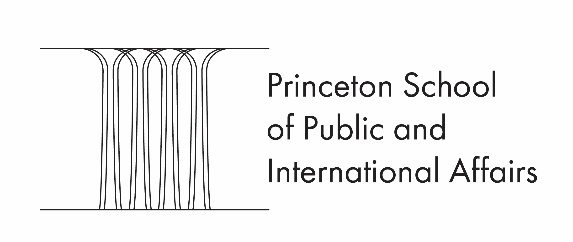 Princeton School
of Public and
International Affairs